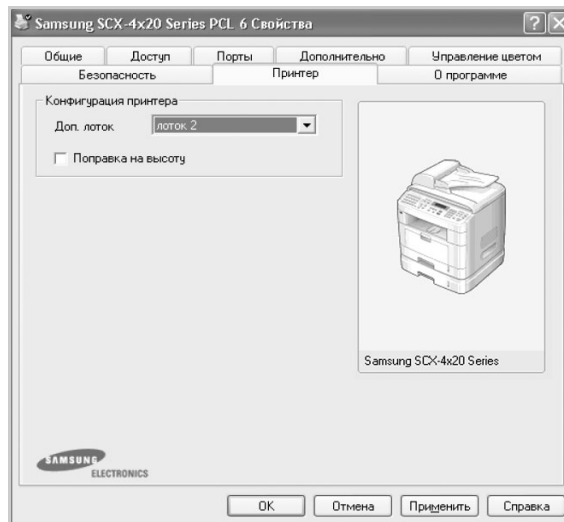 Samsung SCX-4x20 Series PCL 6 Свойства
Общие Доступ Порты Дополнительно Управление цветом
Безопасность Принтер О программе
Конфигурация принтера
Доп. лоток лоток 2
Поправка на высоту
Samsung SCX-4x20 Series
SAMSUNG
ELECTRONICS
OK Отмена Применить Справка